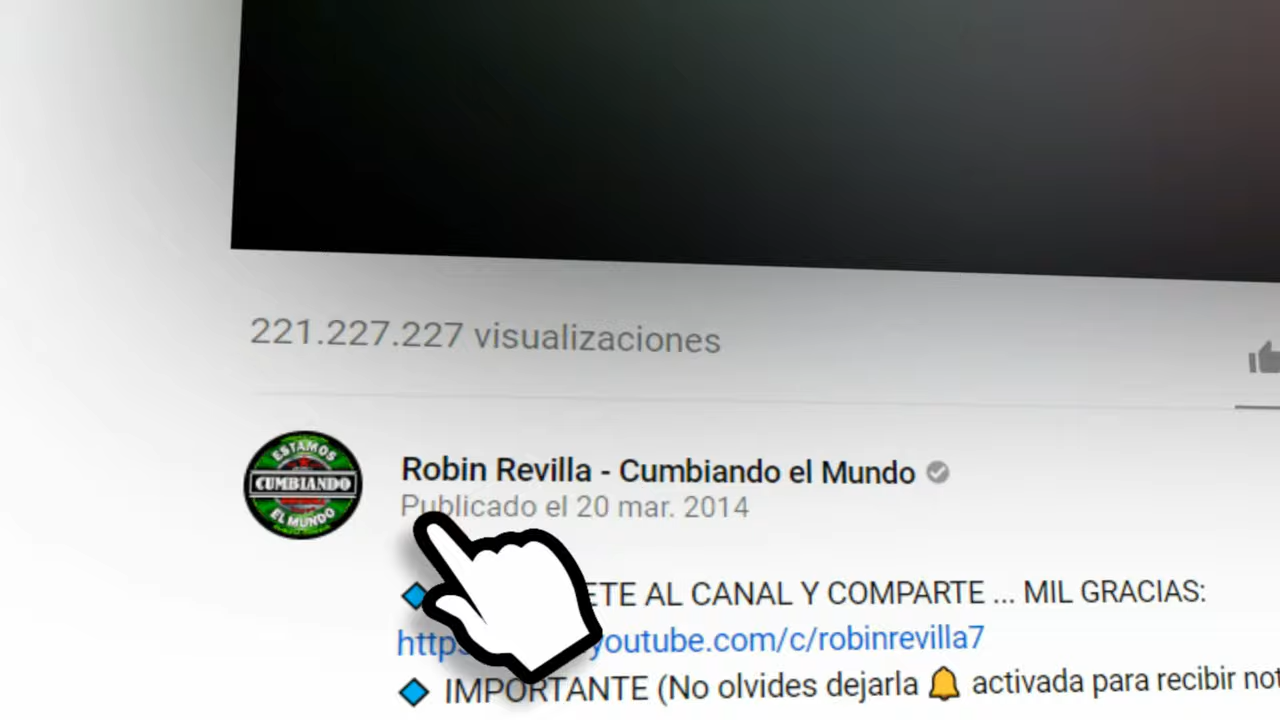 221.227.227 visualizaciones
ESTAMOS
CUMBIANDO
EL MUNDO
Robin Revilla - Cumbiando el Mundo
Publicado el 20 mar. 2014
ETE AL CANAL Y COMPARTE ... MIL GRACIAS:
https youtube.com/c/robinrevilla7
IMPORTANTE (No olvides dejarla 🔔 activada para recibir not